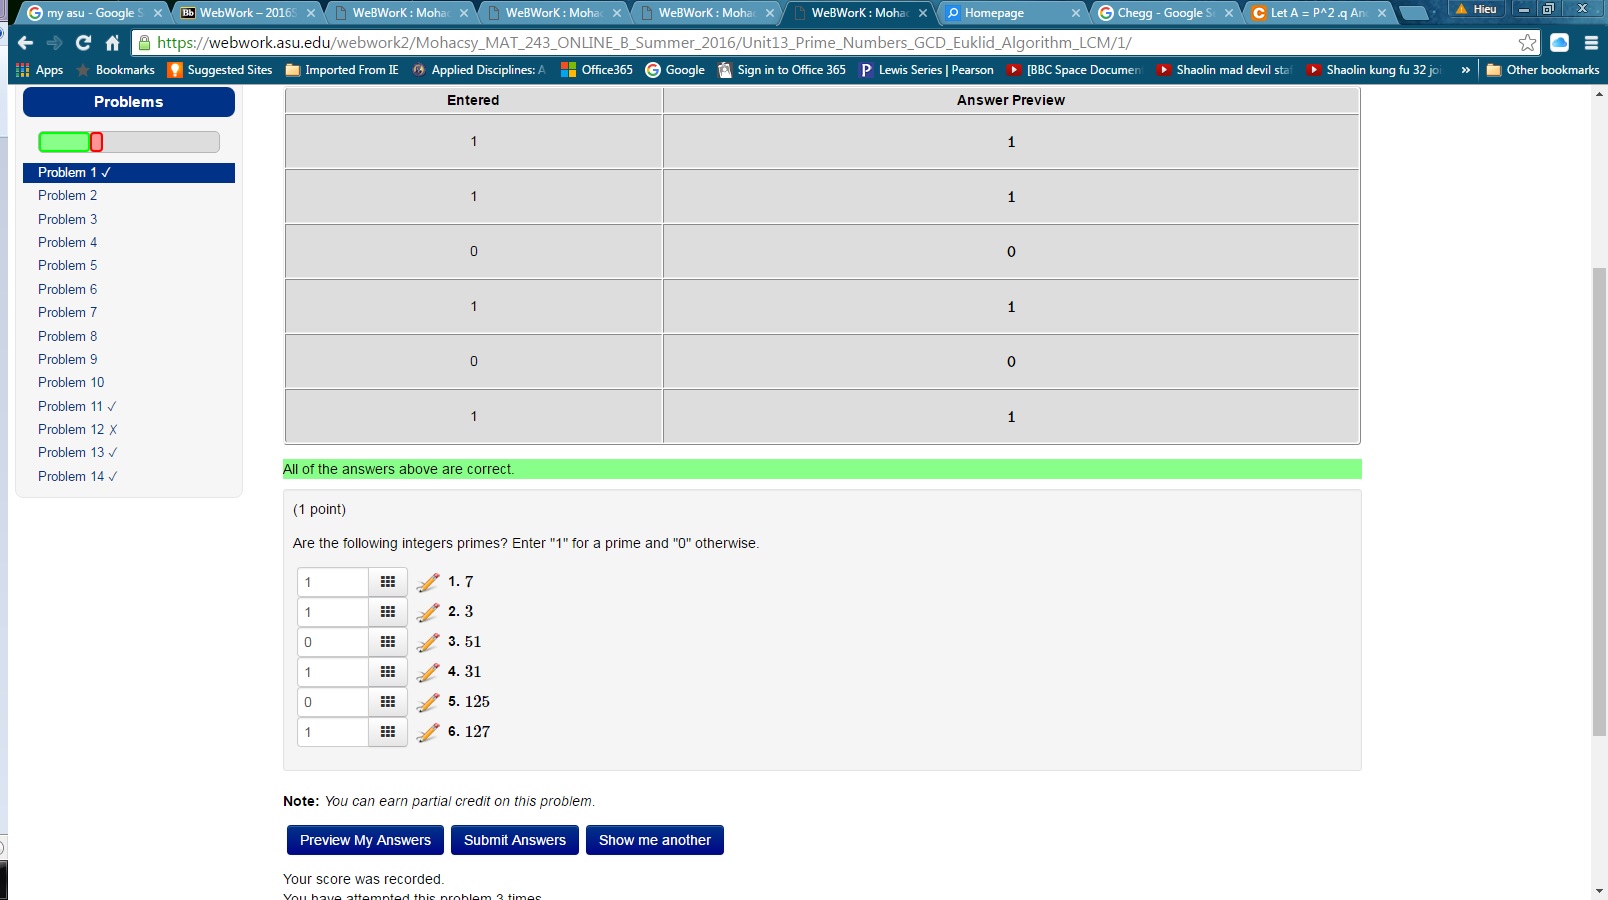 my asu - Google S
WebWork – 2016S
WeBWorK : Mohac
WeBWorK : Mohac
WeBWorK : Mohac
WeBWorK : Mohac
Homepage
Chegg - Google Se
Let A = P^2 .q An
Hieu
https://webwork.asu.edu/webwork2/Mohacsy_MAT_243_ONLINE_B_Summer_2016/Unit13_Prime_Numbers_GCD_Euklid_Algorithm_LCM/1/
Apps Bookmarks Suggested Sites Imported From IE Applied Disciplines: A Office365 Google Sign in to Office 365 Lewis Series | Pearson [BBC Space Documen Shaolin mad devil staf Shaolin kung fu 32 joi » Other bookmarks
Problems
Problem 1 ✓
Problem 2
Problem 3
Problem 4
Problem 5
Problem 6
Problem 7
Problem 8
Problem 9
Problem 10
Problem 11 ✓
Problem 12 ✗
Problem 13 ✓
Problem 14 ✓
Entered Answer Preview
1 1
1 1
0 0
1 1
0 0
1 1
All of the answers above are correct.
(1 point)
Are the following integers primes? Enter "1" for a prime and "0" otherwise.
1 1. 7
1 2. 3
0 3. 51
1 4. 31
0 5. 125
1 6. 127
Note: You can earn partial credit on this problem.
Preview My Answers Submit Answers Show me another
Your score was recorded.
You have attempted this problem 3 times.